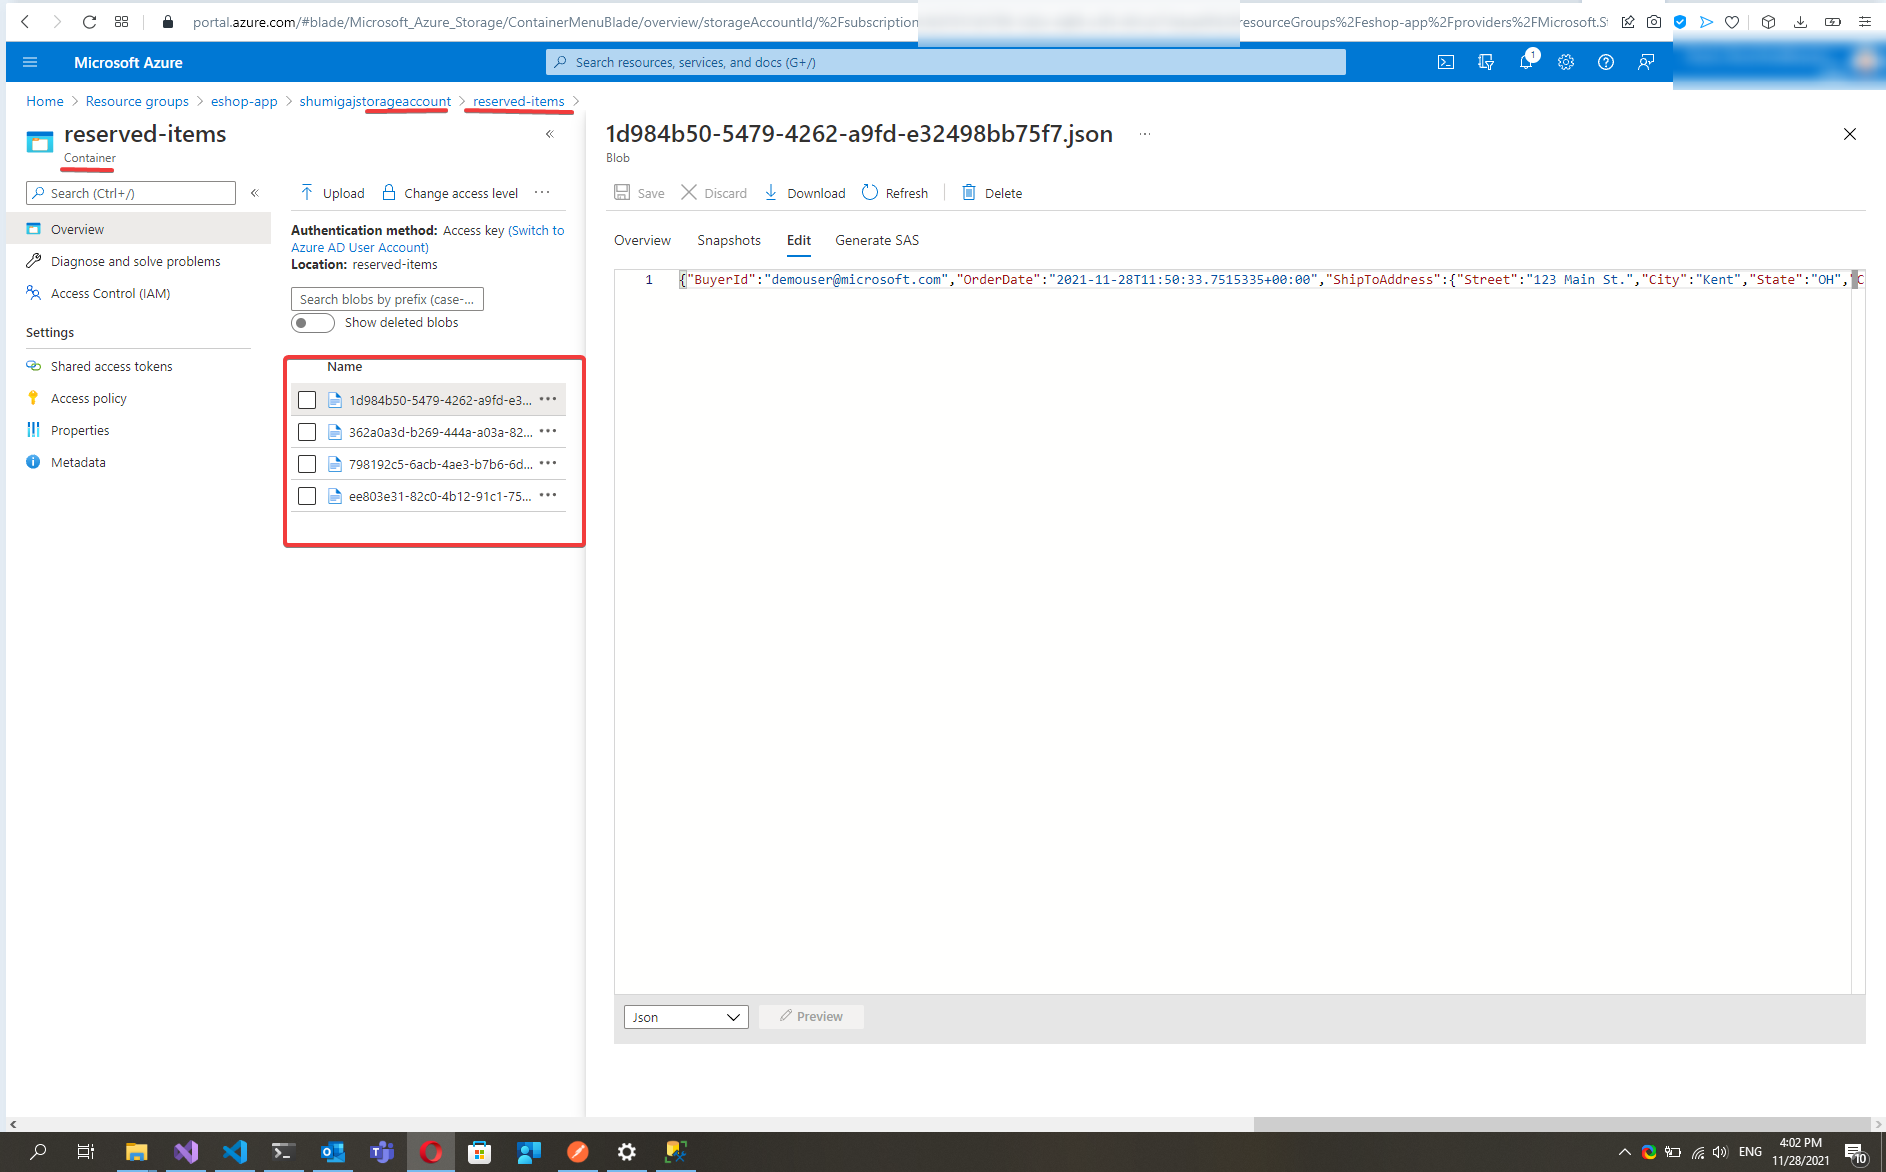 portal.azure.com/#blade/Microsoft_Azure_Storage/ContainerMenuBlade/overview/storageAccountId/%2Fsubscription esourceGroups%2Feshop-app%2Fproviders%2FMicrosoft.S
Microsoft Azure
Search resources, services, and docs (G+/)
1
Home > Resource groups > eshop-app > shumigajstorageaccount > reserved-items >
reserved-items
Container
Search (Ctrl+/)
Overview
Diagnose and solve problems
Access Control (IAM)
Settings
Shared access tokens
Access policy
Properties
Metadata
Upload
Change access level
Authentication method: Access key (Switch to
Azure AD User Account)
Location: reserved-items
Search blobs by prefix (case-...
Show deleted blobs
Name
1d984b50-5479-4262-a9fd-e3...
362a0a3d-b269-444a-a03a-82...
798192c5-6acb-4ae3-b7b6-6d...
ee803e31-82c0-4b12-91c1-75...
1d984b50-5479-4262-a9fd-e32498bb75f7.json
Blob
Save
Discard
Download
Refresh
Delete
Overview
Snapshots
Edit
Generate SAS
1
{"BuyerId":"demouser@microsoft.com","OrderDate":"2021-11-28T11:50:33.7515335+00:00","ShipToAddress":{"Street":"123 Main St.","City":"Kent","State":"OH","C
Json
Preview
ENG
4:02 PM
11/28/2021
10